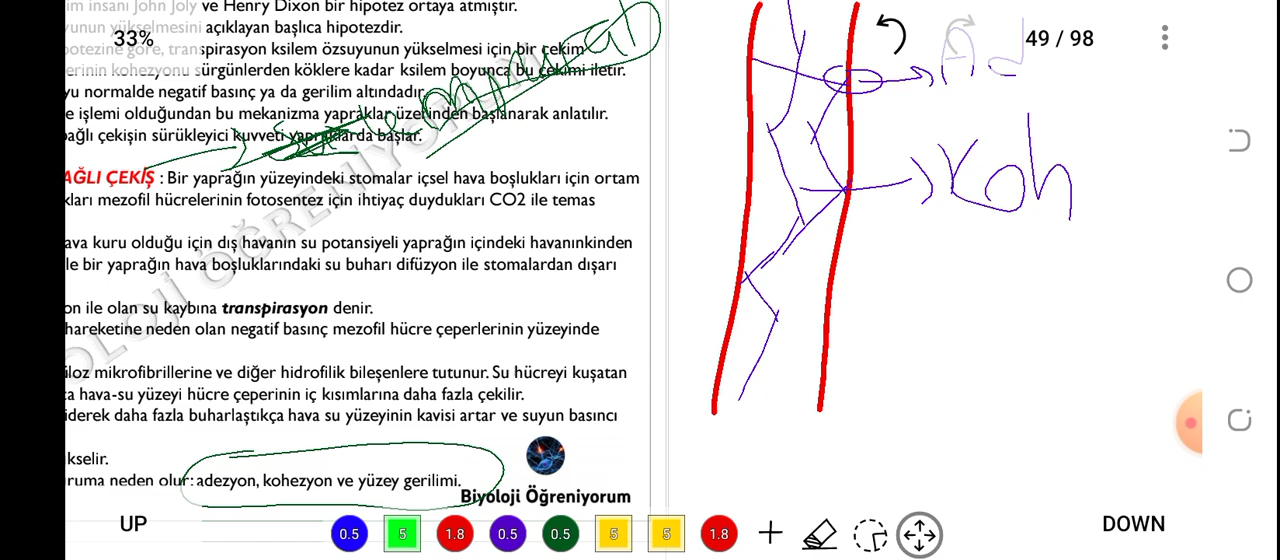 im insanı John Joly ve Henry Dixon bir hipotez ortaya atmıştır.
yunun yükselmesini açıklayan başlıca hipotezdir.
33%
49 / 98
potezine göre, transpirasyon ksilem özsuyunun yükselmesi için bir çekim
erinin kohezyonu sürgünlerden köklere kadar ksilem boyunca bu çekimi iletir.
yu normalde negatif basınç ya da gerilim altındadır.
e işlemi olduğundan bu mekanizma yapraklar üzerinden başlanarak anlatılır.
bağlı çekişin sürükleyici kuvveti yapraklarda başlar.
Ad
Koh
AĞLI ÇEKİŞ : Bir yaprağın yüzeyindeki stomalar içsel hava boşlukları için ortam
kları mezofil hücrelerinin fotosentez için ihtiyaç duydukları CO2 ile temas
ava kuru olduğu için dış havanın su potansiyeli yaprağın içindeki havanınkinden
le bir yaprağın hava boşluklarındaki su buharı difüzyon ile stomalardan dışarı
on ile olan su kaybına transpirasyon denir.
hareketine neden olan negatif basınç mezofil hücre çeperlerinin yüzeyinde
iloz mikrofibrillerine ve diğer hidrofilik bileşenlere tutunur. Su hücreyi kuşatan
ca hava-su yüzeyi hücre çeperinin iç kısımlarına daha fazla çekilir.
iderek daha fazla buharlaştıkça hava su yüzeyinin kavisi artar ve suyun basıncı
kselir.
uruma neden olur: adezyon, kohezyon ve yüzey gerilimi.
Biyoloji Öğreniyorum
OLOJİ ÖĞRENİYORUM
UP
0.5 5 1.8 0.5 0.5 5 5 1.8
DOWN